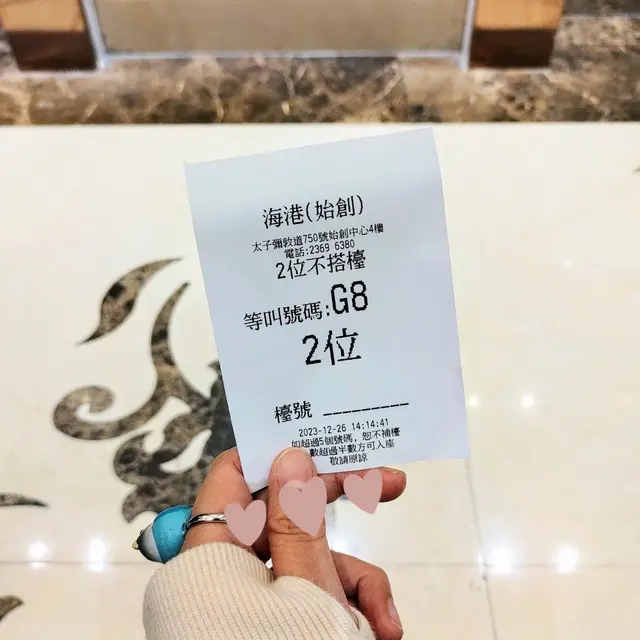 海港(始創)
太子彌敦道750號始創中心4樓
電話:2369 6380
2位不搭檯
等叫號碼:G8
2位
檯號 _________
2023-12-26 14:14:41
如超過5個號碼, 恕不補檯
數超過半數方可入座
敬請原諒